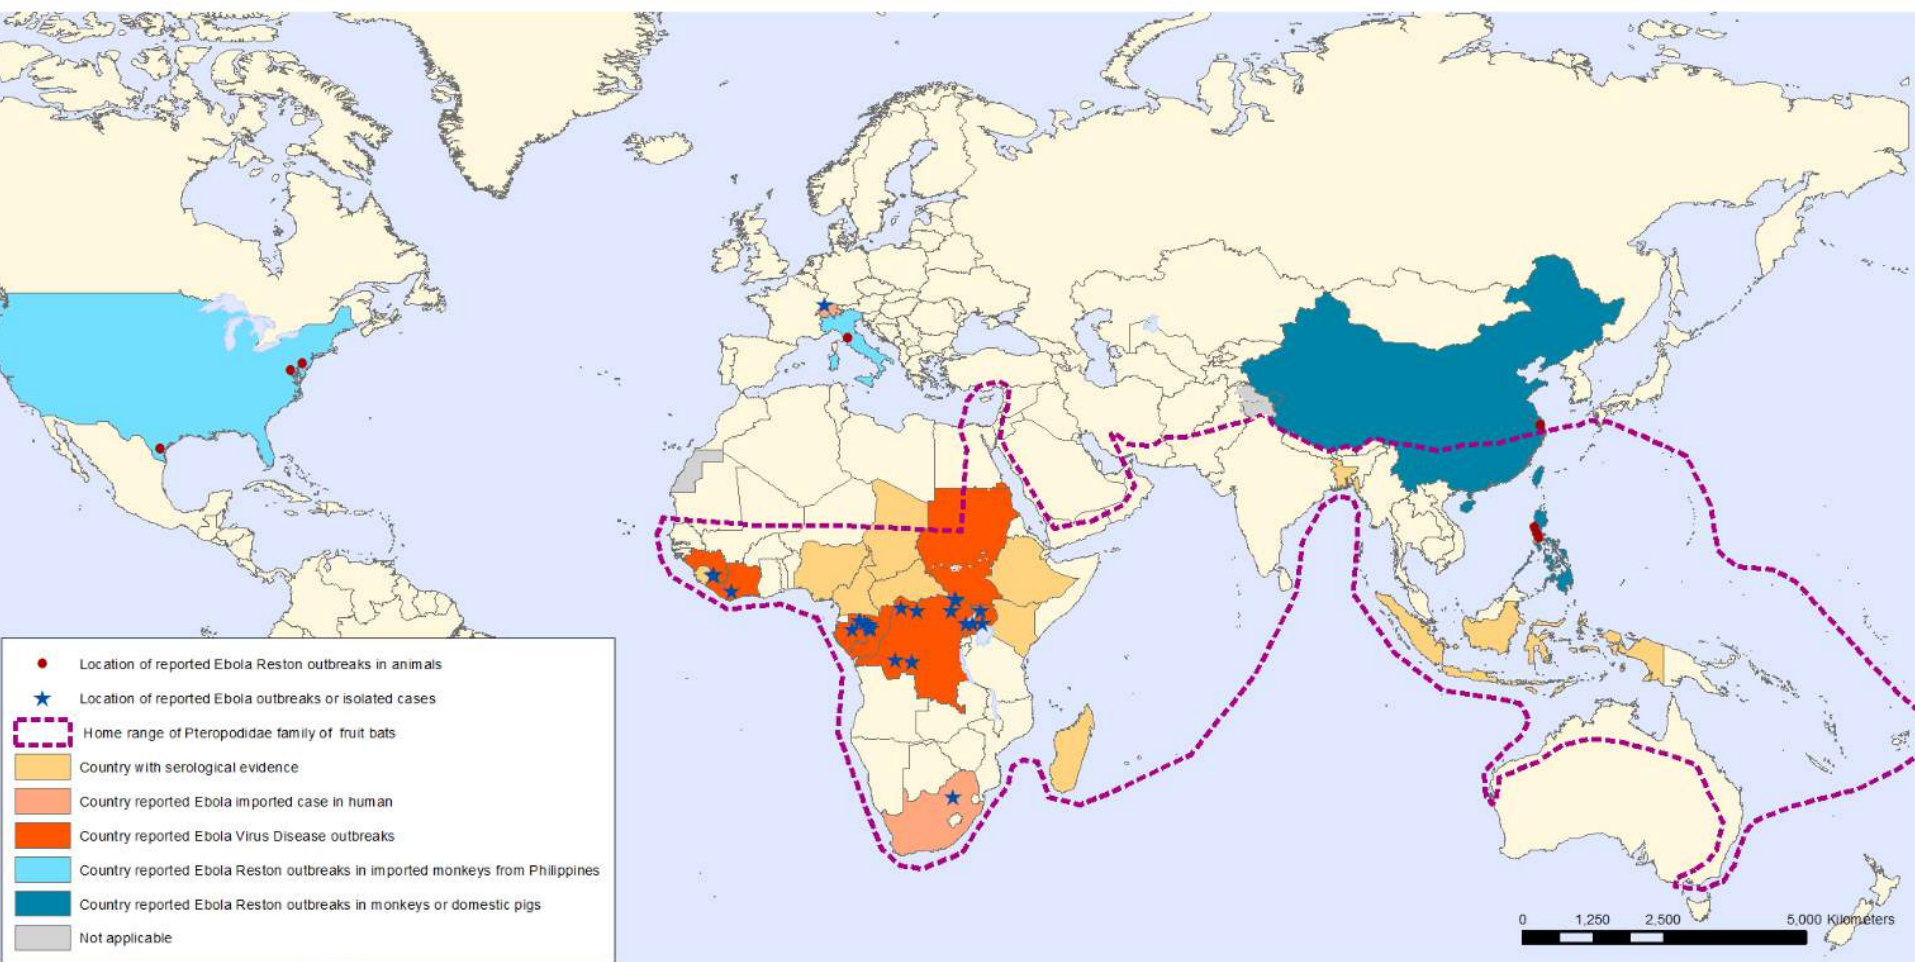 Location of reported Ebola Reston outbreaks in animals
Location of reported Ebola outbreaks or isolated cases
Home range of Pteropodidae family of fruit bats
Country with serological evidence
Country reported Ebola imported case in human
Country reported Ebola Virus Disease outbreaks
Country reported Ebola Reston outbreaks in imported monkeys from Philippines
Country reported Ebola Reston outbreaks in monkeys or domestic pigs
Not applicable
0 1,250 2,500 5,000 Kilometers